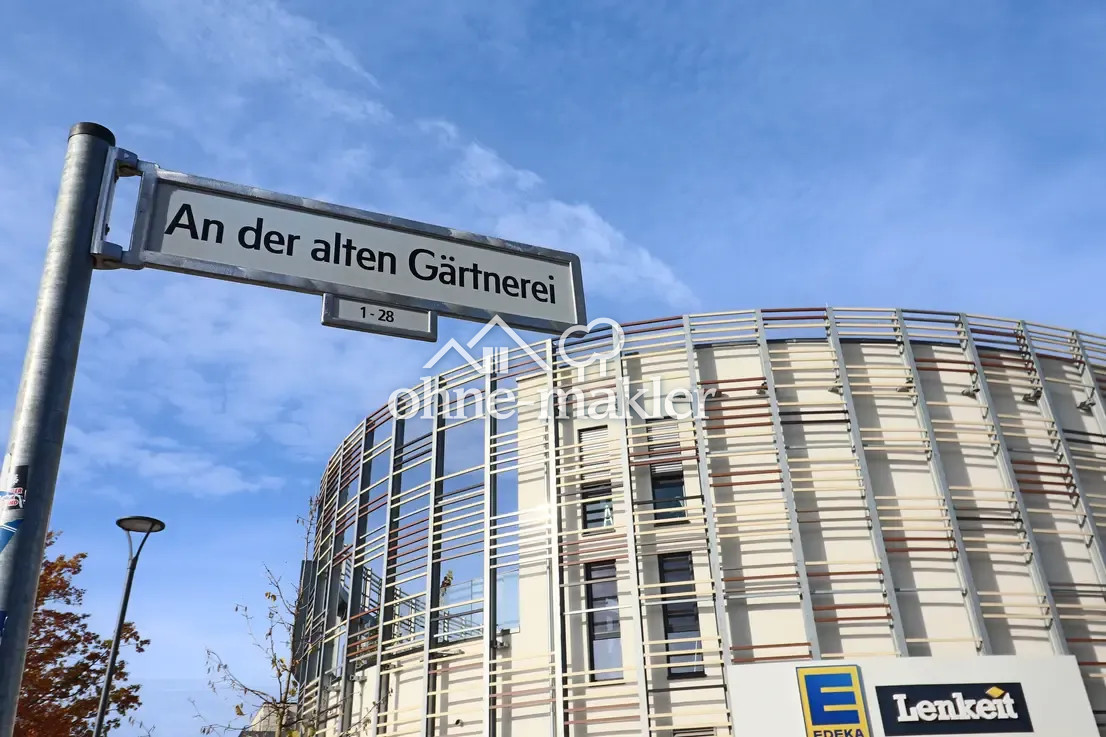 An der alten Gärtnerei
1 - 28
ohne makler
EDEKA
Lenkeit